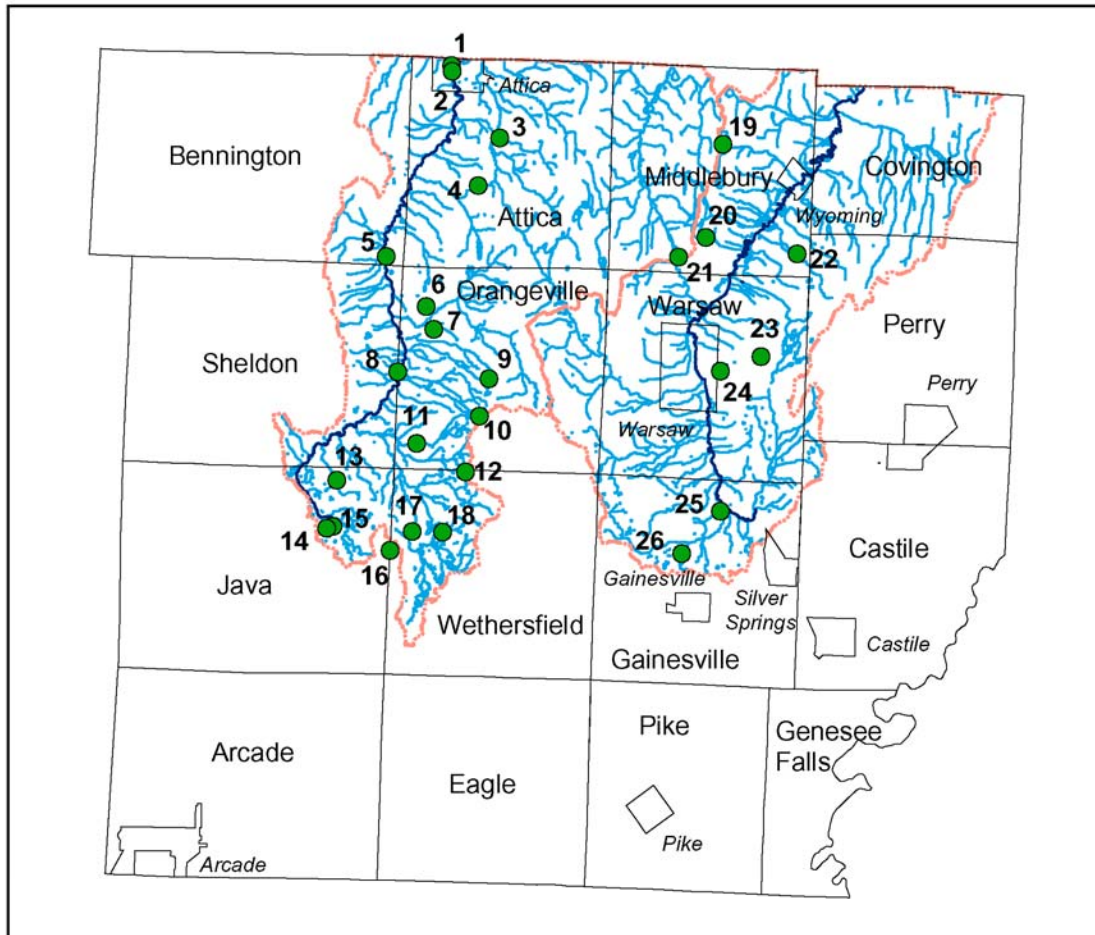 1
2
Attica
3
19
Bennington
Middlebury
Covington
4
Attica
20
Wyoming
5
21
22
6
Orangeville
7
Warsaw
23
Perry
Sheldon
8
9
24
Perry
10
11
Warsaw
12
13
17
18
25
15
14
26
Castile
16
Java
Gainesville
Silver
Springs
Wethersfield
Gainesville
Castile
Arcade
Eagle
Pike
Genesee
Falls
Pike
Arcade